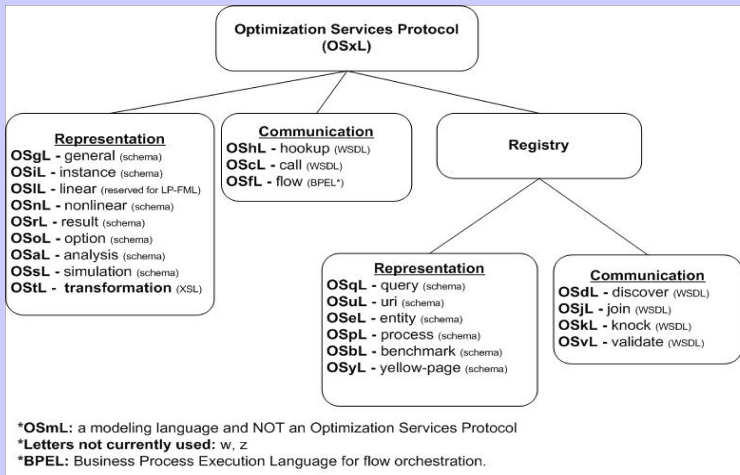 Optimization Services Protocol
(OSxL)
Representation
OSgL - general (schema)
OSiL - instance (schema)
OSlL - linear (reserved for LP-FML)
OSnL - nonlinear (schema)
OSrL - result (schema)
OSoL - option (schema)
OSaL - analysis (schema)
OSsL - simulation (schema)
OStL - transformation (XSL)
Communication
OShL - hookup (WSDL)
OScL - call (WSDL)
OSfL - flow (BPEL*)
Registry
Representation
OSqL - query (schema)
OSuL - uri (schema)
OSeL - entity (schema)
OSpL - process (schema)
OSbL - benchmark (schema)
OSyL - yellow-page (schema)
Communication
OSdL - discover (WSDL)
OSjL - join (WSDL)
OSkL - knock (WSDL)
OSvL - validate (WSDL)
*OSmL: a modeling language and NOT an Optimization Services Protocol
*Letters not currently used: w, z
*BPEL: Business Process Execution Language for flow orchestration.